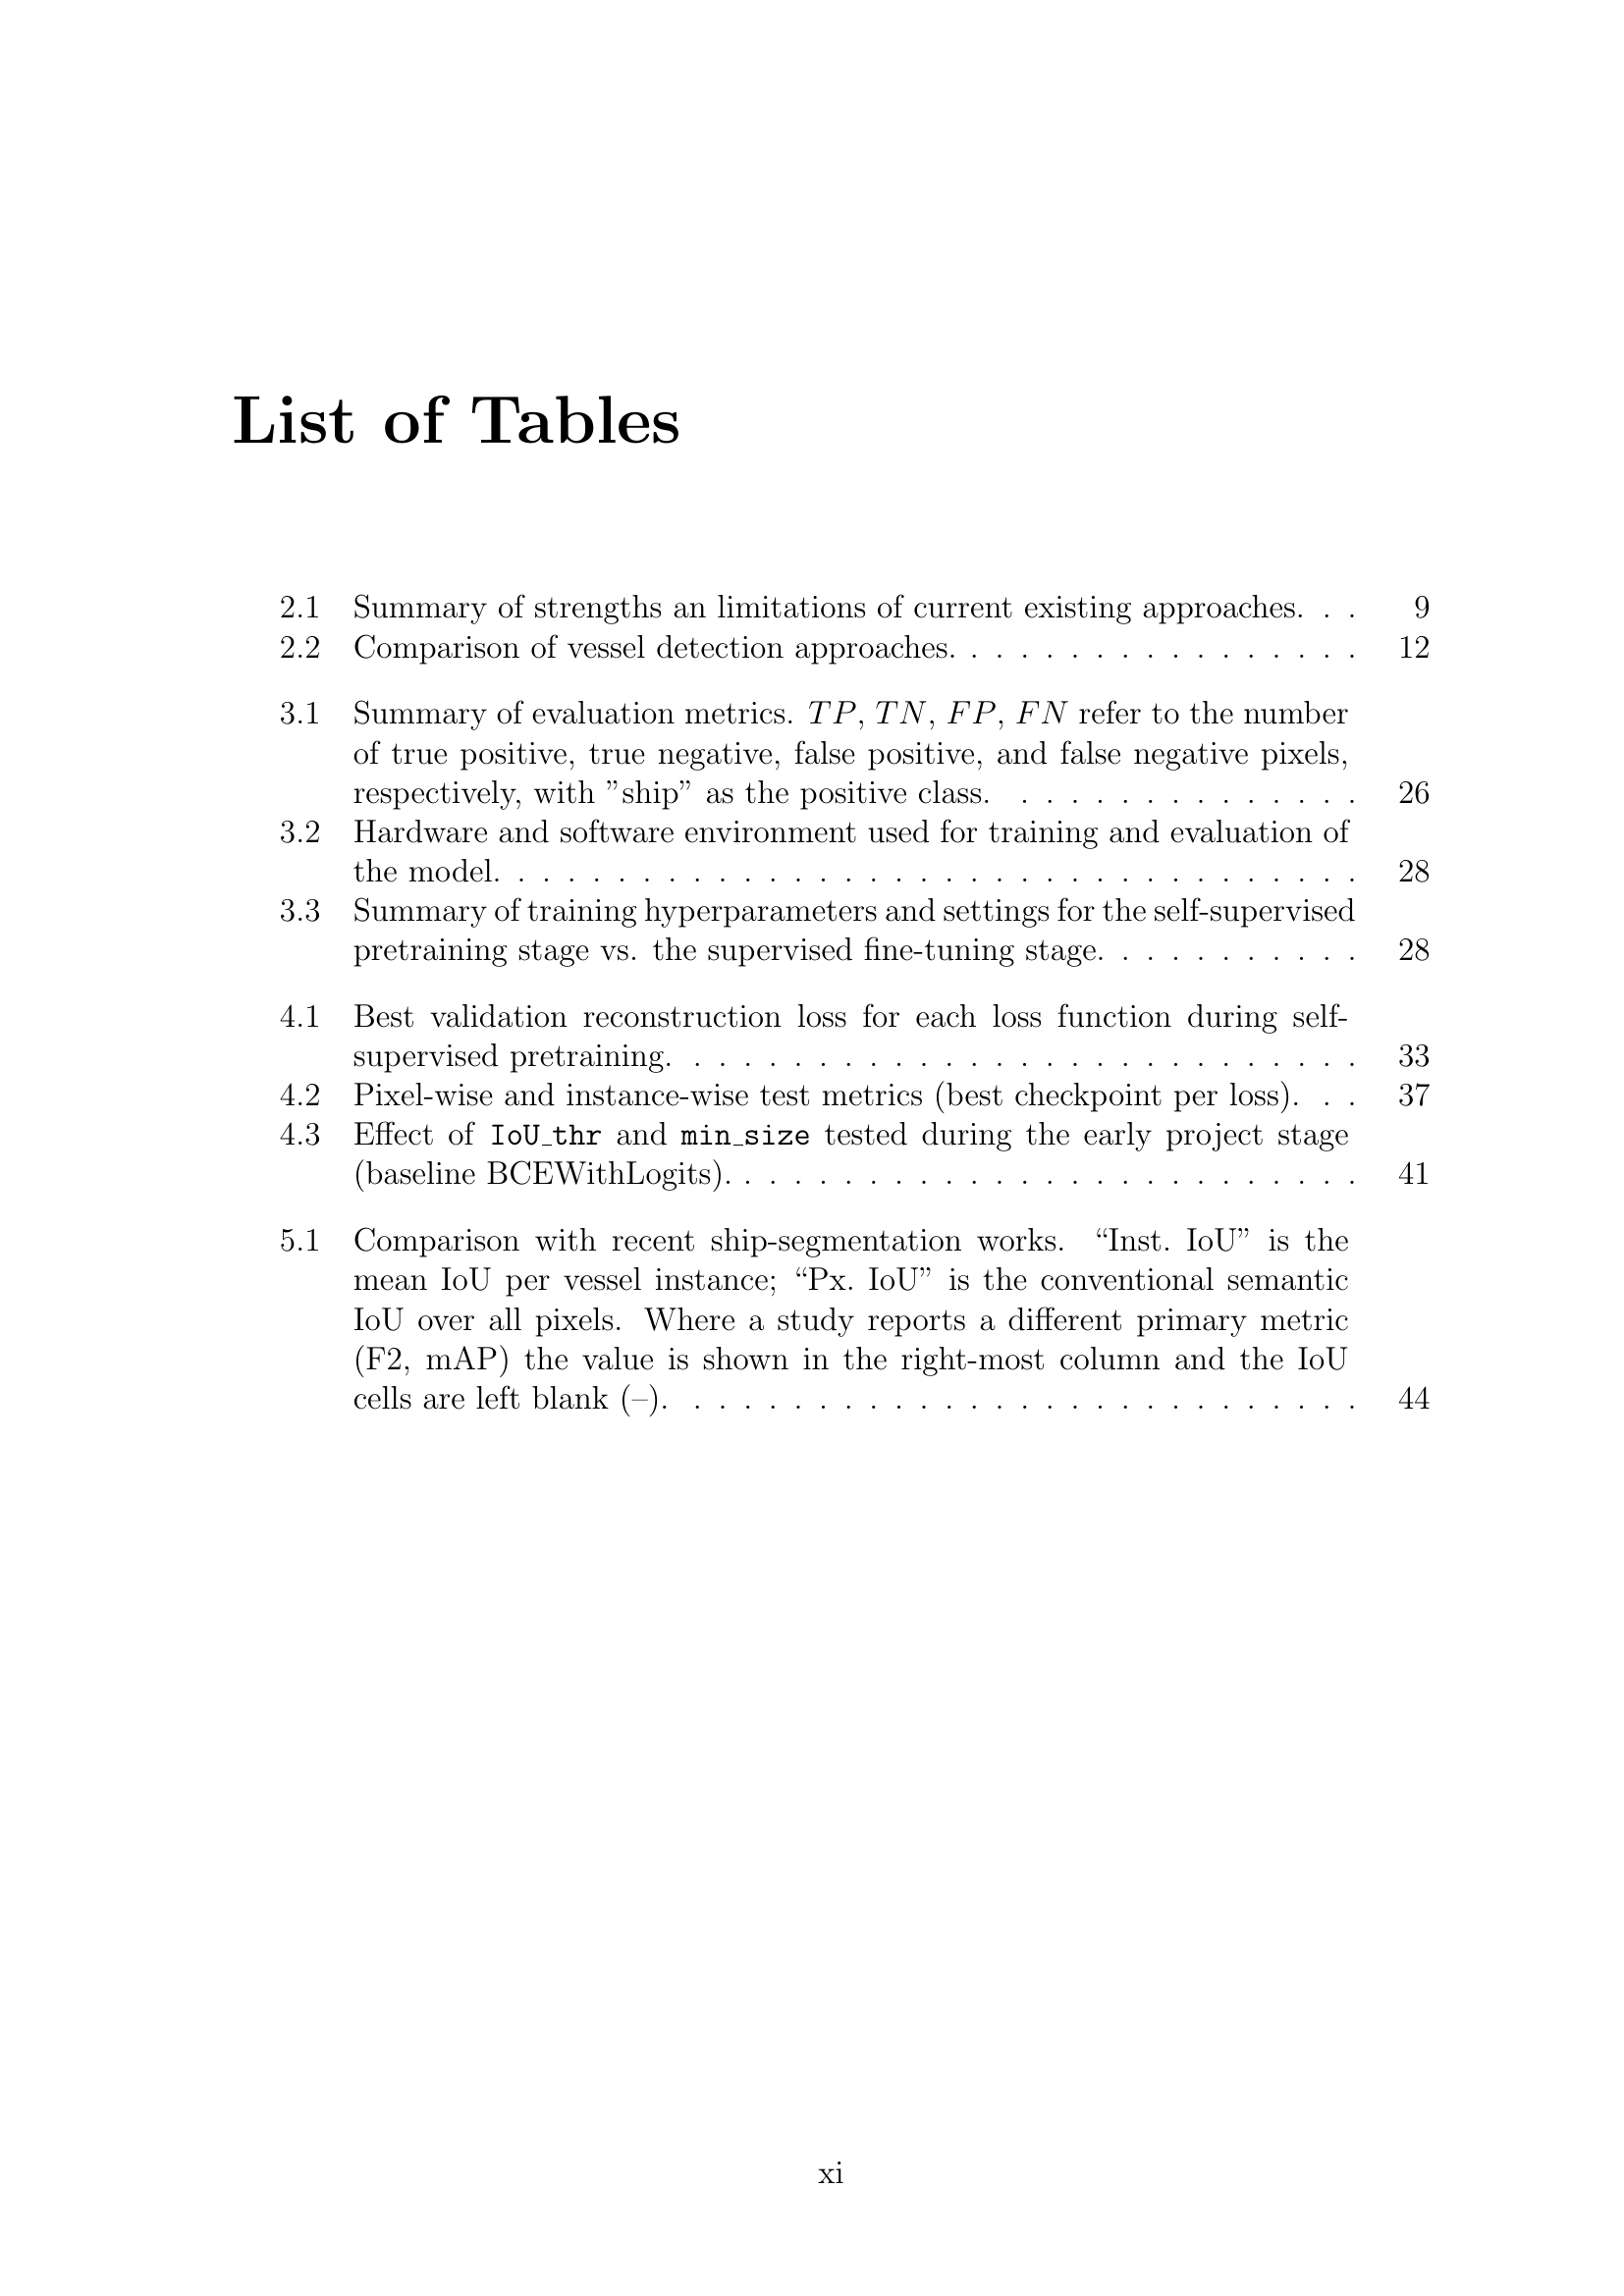 List of Tables
2.1 Summary of strengths an limitations of current existing approaches. . . 9
2.2 Comparison of vessel detection approaches. . . . . . . . . . . . . . . . . 12
3.1 Summary of evaluation metrics. TP, TN, FP, FN refer to the number
of true positive, true negative, false positive, and false negative pixels,
respectively, with ”ship” as the positive class. . . . . . . . . . . . . . . 26
3.2 Hardware and software environment used for training and evaluation of
the model. . . . . . . . . . . . . . . . . . . . . . . . . . . . . . . . . . . 28
3.3 Summary of training hyperparameters and settings for the self-supervised
pretraining stage vs. the supervised fine-tuning stage. . . . . . . . . . . 28
4.1 Best validation reconstruction loss for each loss function during self-
supervised pretraining. . . . . . . . . . . . . . . . . . . . . . . . . . . . 33
4.2 Pixel-wise and instance-wise test metrics (best checkpoint per loss). . . 37
4.3 Effect of IoU_thr and min_size tested during the early project stage
(baseline BCEWithLogits). . . . . . . . . . . . . . . . . . . . . . . . . . 41
5.1 Comparison with recent ship-segmentation works. “Inst. IoU” is the
mean IoU per vessel instance; “Px. IoU” is the conventional semantic
IoU over all pixels. Where a study reports a different primary metric
(F2, mAP) the value is shown in the right-most column and the IoU
cells are left blank (–). . . . . . . . . . . . . . . . . . . . . . . . . . . . 44
xi